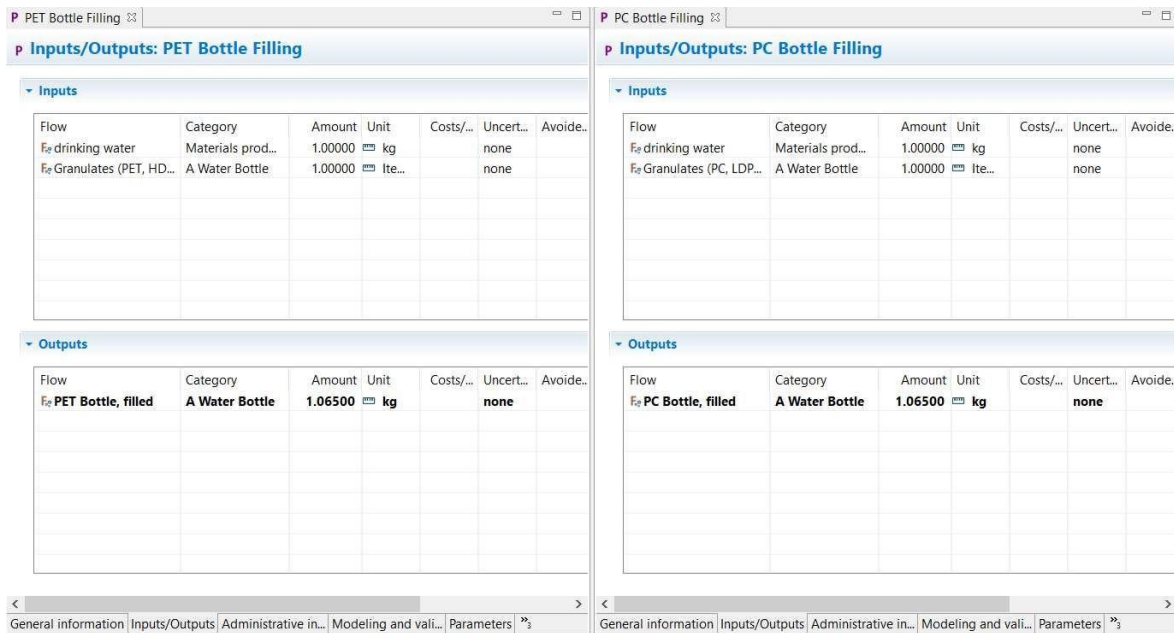 PET Bottle Filling
Inputs/Outputs: PET Bottle Filling
Inputs
Flow Category Amount Unit Costs/... Uncert... Avoide..
drinking water Materials prod... 1.00000 kg none
Granulates (PET, HD... A Water Bottle 1.00000 Ite... none
Outputs
Flow Category Amount Unit Costs/... Uncert... Avoide..
PET Bottle, filled A Water Bottle 1.06500 kg none
General information Inputs/Outputs Administrative in... Modeling and vali... Parameters »3
PC Bottle Filling
Inputs/Outputs: PC Bottle Filling
Inputs
Flow Category Amount Unit Costs/... Uncert... Avoide.
drinking water Materials prod... 1.00000 kg none
Granulates (PC, LDP... A Water Bottle 1.00000 Ite... none
Outputs
Flow Category Amount Unit Costs/... Uncert... Avoide.
PC Bottle, filled A Water Bottle 1.06500 kg none
General information Inputs/Outputs Administrative in... Modeling and vali... Parameters »3